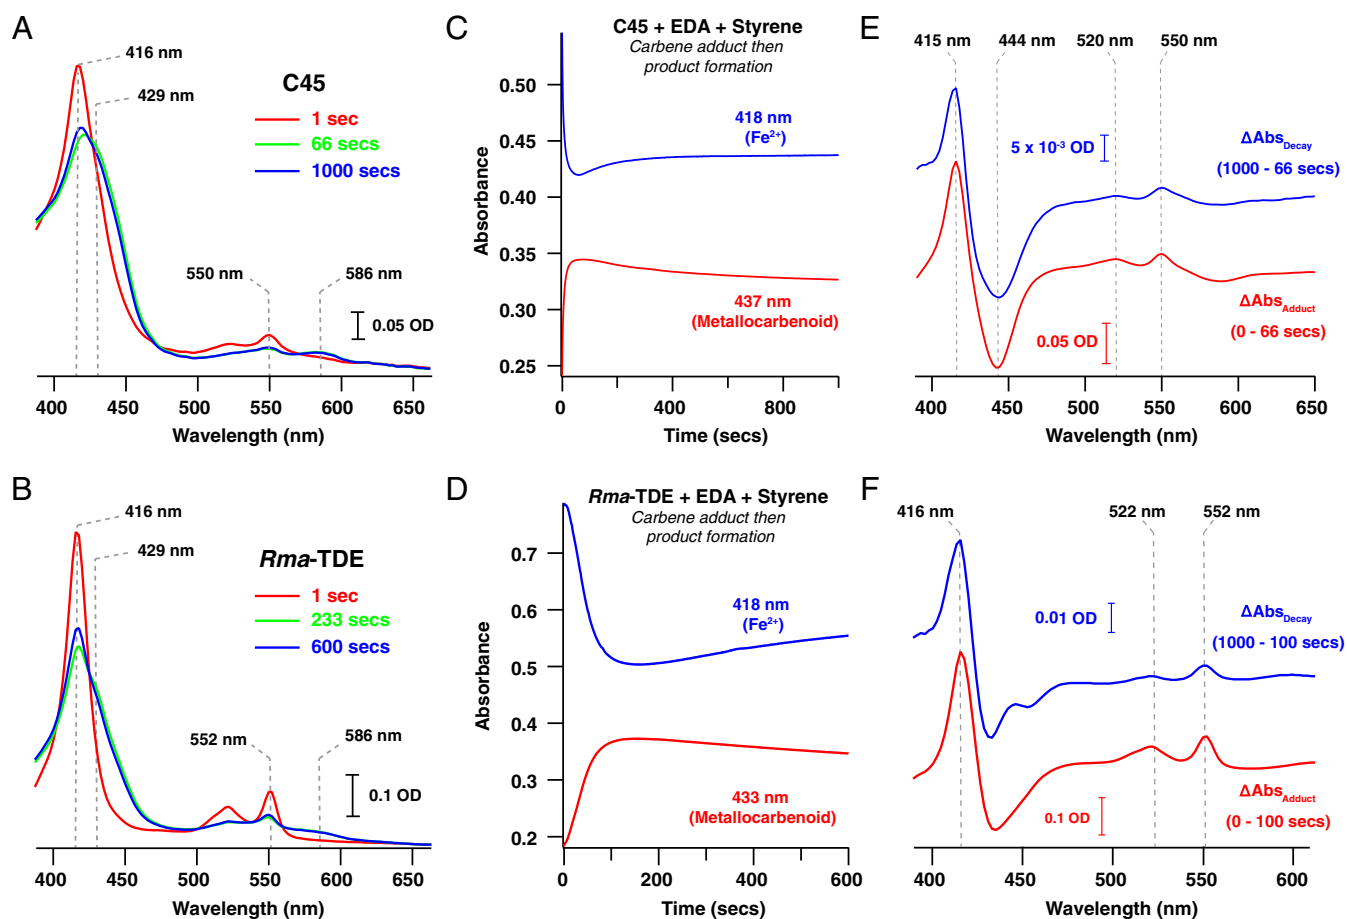 A
416 nm
429 nm
C45
1 sec
66 secs
1000 secs
550 nm
586 nm
0.05 OD
400 450 500 550 600 650
Wavelength (nm)
C
C45 + EDA + Styrene
Carbene adduct then
product formation
0.50
0.45
0.40
0.35
0.30
0.25
Absorbance
418 nm
(Fe²⁺)
437 nm
(Metallocarbenoid)
0 400 800
Time (secs)
E
415 nm 444 nm 520 nm 550 nm
5 x 10⁻³ OD
ΔAbs_Decay
(1000 - 66 secs)
0.05 OD
ΔAbs_Adduct
(0 - 66 secs)
400 450 500 550 600 650
Wavelength (nm)
B
416 nm
429 nm
Rma-TDE
1 sec
233 secs
600 secs
552 nm
586 nm
0.1 OD
400 450 500 550 600 650
Wavelength (nm)
D
Rma-TDE + EDA + Styrene
Carbene adduct then
product formation
0.7
0.6
0.5
0.4
0.3
0.2
Absorbance
418 nm
(Fe²⁺)
433 nm
(Metallocarbenoid)
0 200 400 600
Time (secs)
F
416 nm 522 nm 552 nm
0.01 OD
ΔAbs_Decay
(1000 - 100 secs)
0.1 OD
ΔAbs_Adduct
(0 - 100 secs)
400 450 500 550 600
Wavelength (nm)